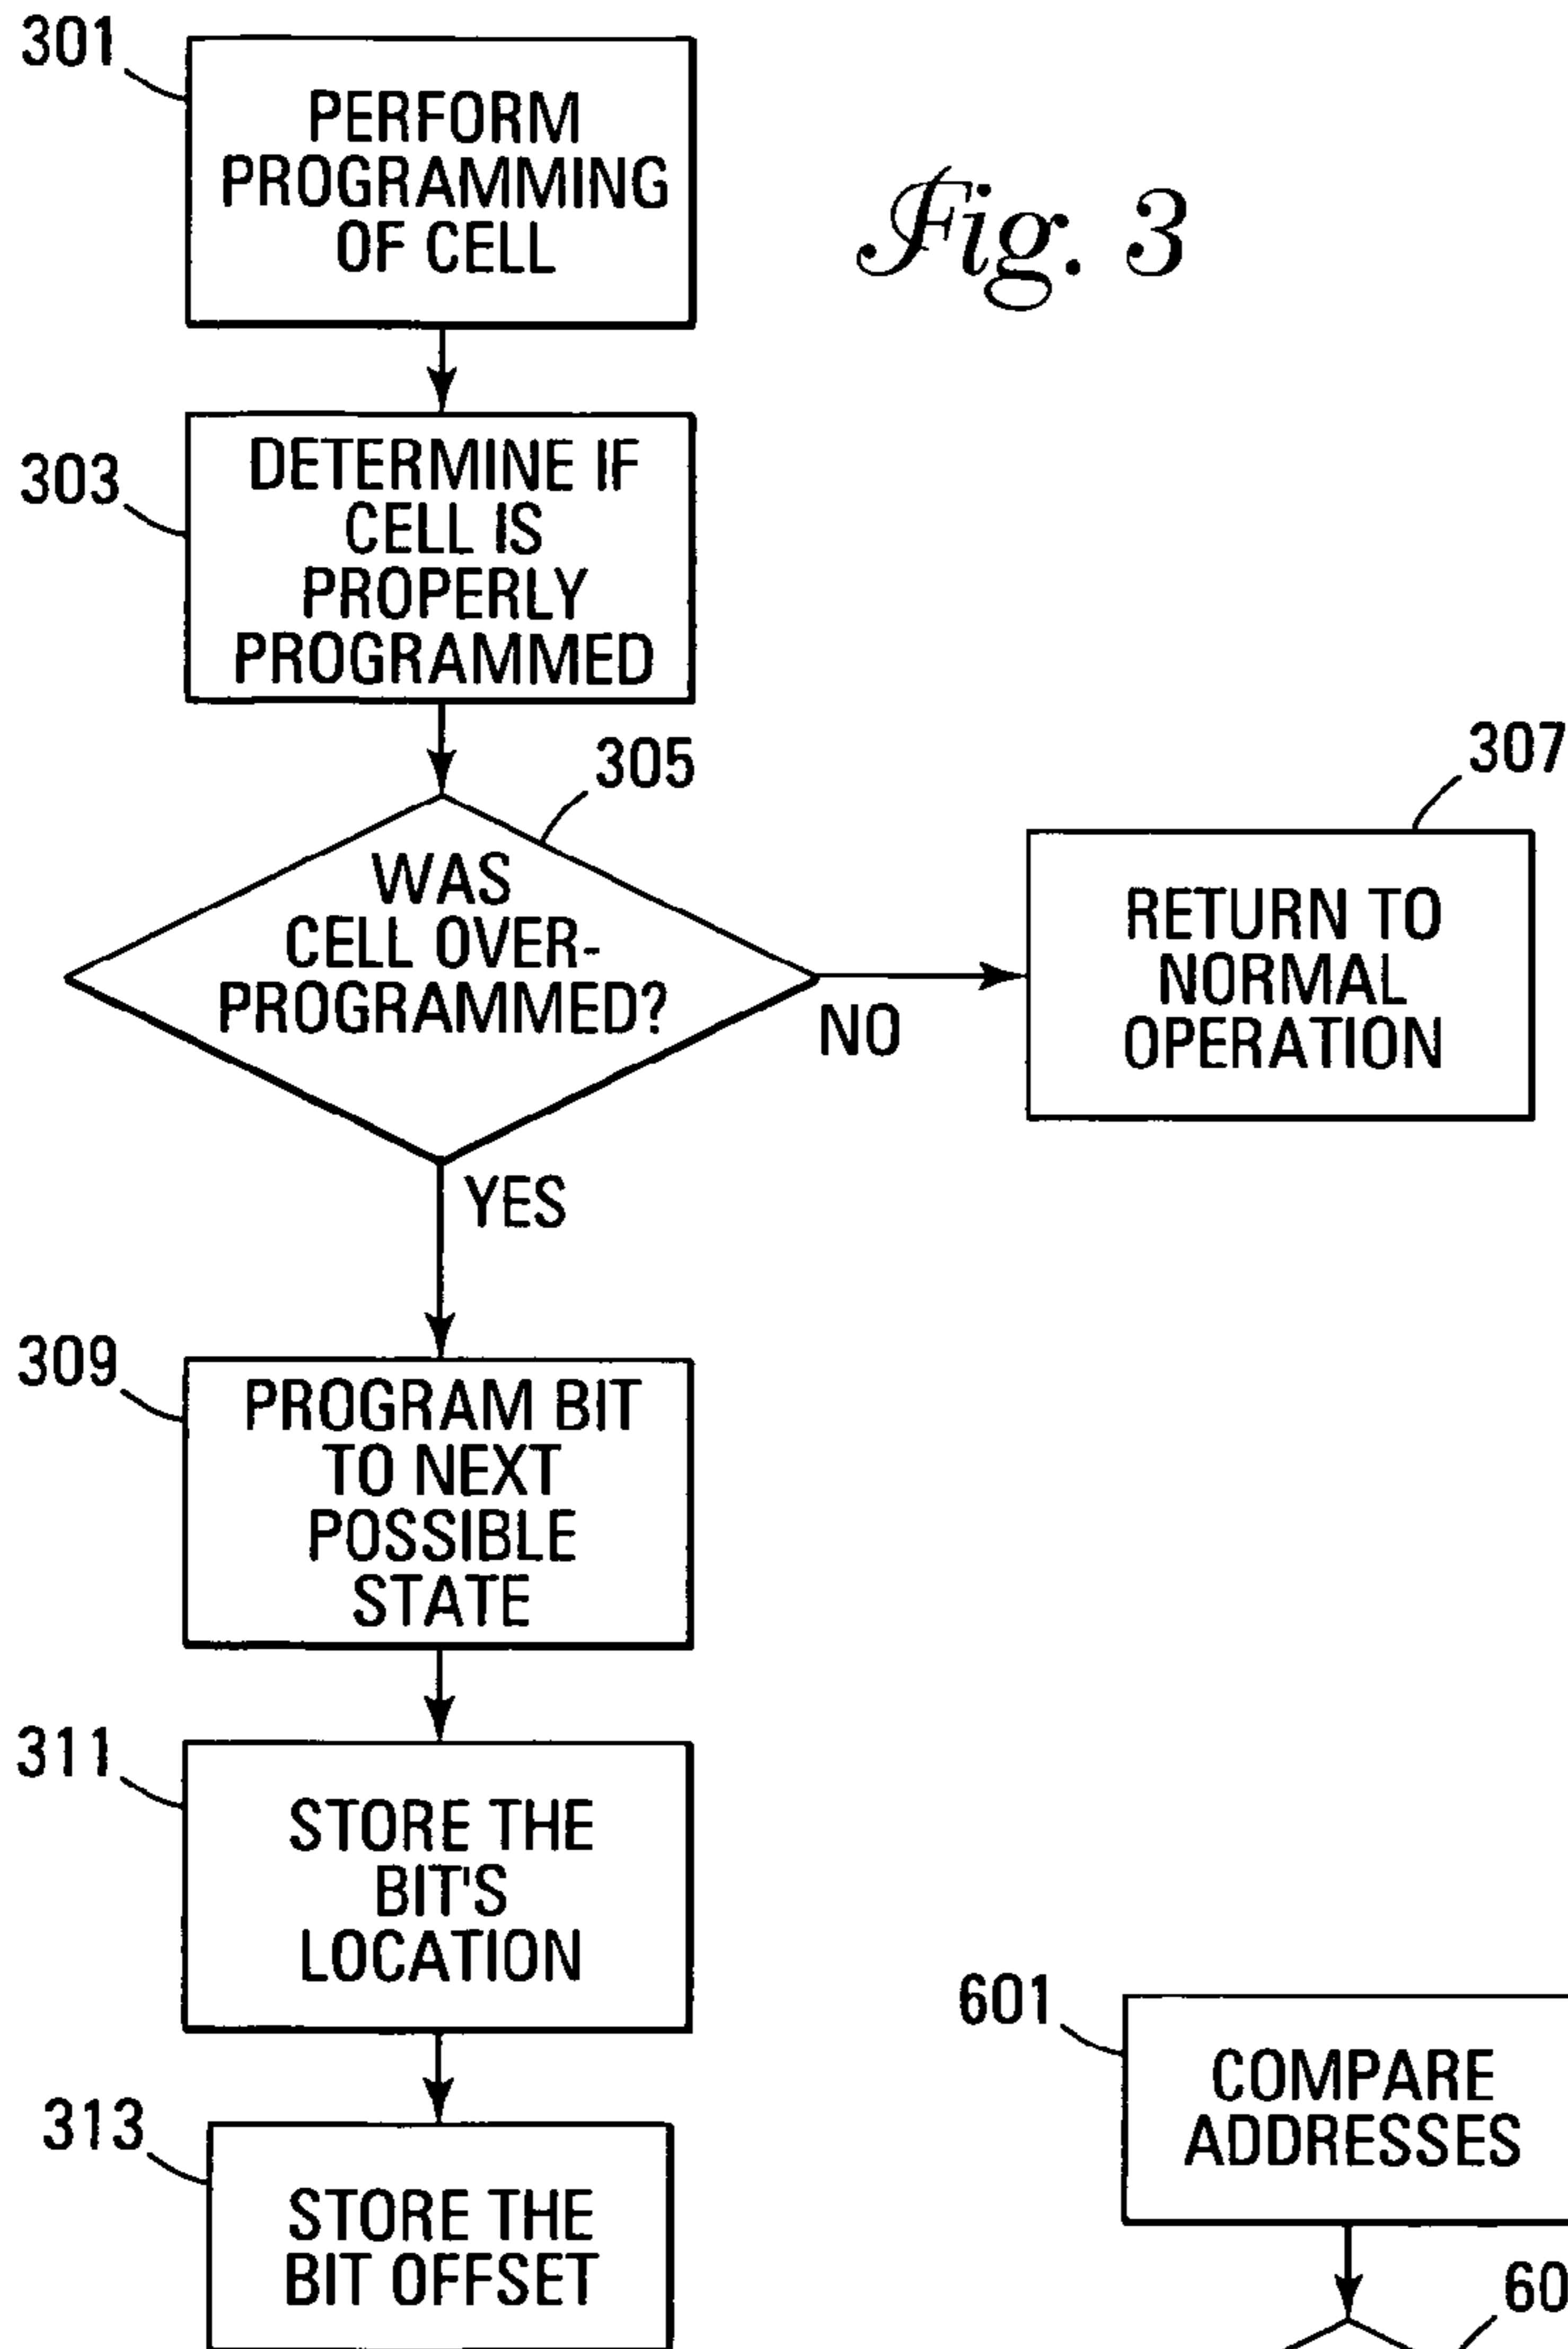 301
PERFORM
PROGRAMMING
OF CELL
Fig. 3
303
DETERMINE IF
CELL IS
PROPERLY
PROGRAMMED
305
WAS
CELL OVER-
PROGRAMMED?
NO
307
RETURN TO
NORMAL
OPERATION
YES
309
PROGRAM BIT
TO NEXT
POSSIBLE
STATE
311
STORE THE
BIT'S
LOCATION
313
STORE THE
BIT OFFSET
601
COMPARE
ADDRESSES